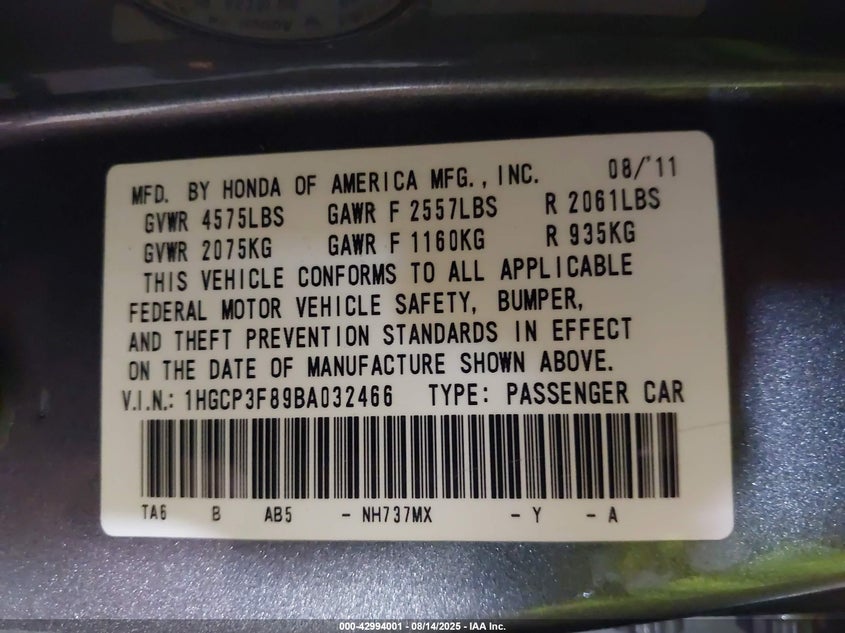 MFD. BY HONDA OF AMERICA MFG., INC. 08/'11
GVWR 4575LBS GAWR F 2557LBS R 2061LBS
GVWR 2075KG GAWR F 1160KG R 935KG
THIS VEHICLE CONFORMS TO ALL APPLICABLE
FEDERAL MOTOR VEHICLE SAFETY, BUMPER,
AND THEFT PREVENTION STANDARDS IN EFFECT
ON THE DATE OF MANUFACTURE SHOWN ABOVE.
V.I.N.: 1HGCP3F89BA032466 TYPE: PASSENGER CAR
TA6 B AB5 - NH737MX - Y - A
000-42994001 - 08/14/2025 - IAA Inc.